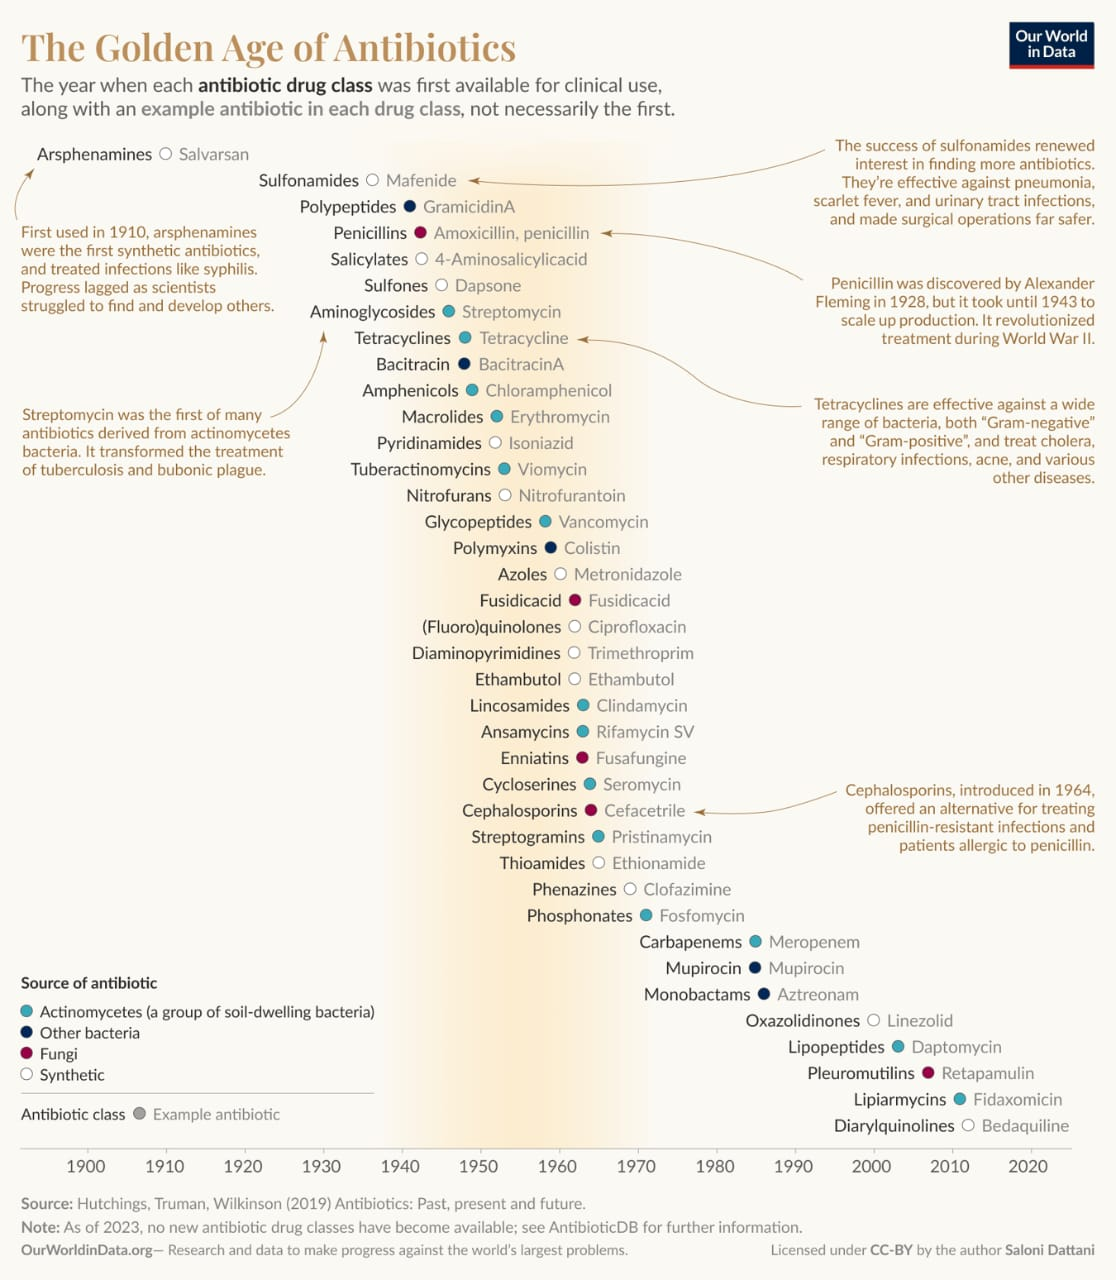 The Golden Age of Antibiotics
Our World
in Data
The year when each antibiotic drug class was first available for clinical use,
along with an example antibiotic in each drug class, not necessarily the first.
Arsphenamines Salvarsan
The success of sulfonamides renewed
interest in finding more antibiotics.
They're effective against pneumonia,
scarlet fever, and urinary tract infections,
and made surgical operations far safer.
Sulfonamides Mafenide
Polypeptides GramicidinA
First used in 1910, arsphenamines
were the first synthetic antibiotics,
and treated infections like syphilis.
Progress lagged as scientists
struggled to find and develop others.
Penicillins Amoxicillin, penicillin
Salicylates 4-Aminosalicylicacid
Sulfones Dapsone
Penicillin was discovered by Alexander
Fleming in 1928, but it took until 1943 to
scale up production. It revolutionized
treatment during World War II.
Aminoglycosides Streptomycin
Tetracyclines Tetracycline
Bacitracin BacitracinA
Amphenicols Chloramphenicol
Tetracyclines are effective against a wide
range of bacteria, both “Gram-negative”
and “Gram-positive”, and treat cholera,
respiratory infections, acne, and various
other diseases.
Streptomycin was the first of many
antibiotics derived from actinomycetes
bacteria. It transformed the treatment
of tuberculosis and bubonic plague.
Macrolides Erythromycin
Pyridinamides Isoniazid
Tuberactinomycins Viomycin
Nitrofurans Nitrofurantoin
Glycopeptides Vancomycin
Polymyxins Colistin
Azoles Metronidazole
Fusidicacid Fusidicacid
(Fluoro)quinolones Ciprofloxacin
Diaminopyrimidines Trimethroprim
Ethambutol Ethambutol
Lincosamides Clindamycin
Ansamycins Rifamycin SV
Enniatins Fusafungine
Cycloserines Seromycin
Cephalosporins Cefacetrile
Cephalosporins, introduced in 1964,
offered an alternative for treating
penicillin-resistant infections and
patients allergic to penicillin.
Streptogramins Pristinamycin
Thioamides Ethionamide
Phenazines Clofazimine
Phosphonates Fosfomycin
Carbapenems Meropenem
Mupirocin Mupirocin
Monobactams Aztreonam
Oxazolidinones Linezolid
Lipopeptides Daptomycin
Pleuromutilins Retapamulin
Lipiarmycins Fidaxomicin
Diarylquinolines Bedaquiline
Source of antibiotic
Actinomycetes (a group of soil-dwelling bacteria)
Other bacteria
Fungi
Synthetic
Antibiotic class Example antibiotic
1900 1910 1920 1930 1940 1950 1960 1970 1980 1990 2000 2010 2020
Source: Hutchings, Truman, Wilkinson (2019) Antibiotics: Past, present and future.
Note: As of 2023, no new antibiotic drug classes have become available; see AntibioticDB for further information.
OurWorldinData.org— Research and data to make progress against the world's largest problems.
Licensed under CC-BY by the author Saloni Dattani